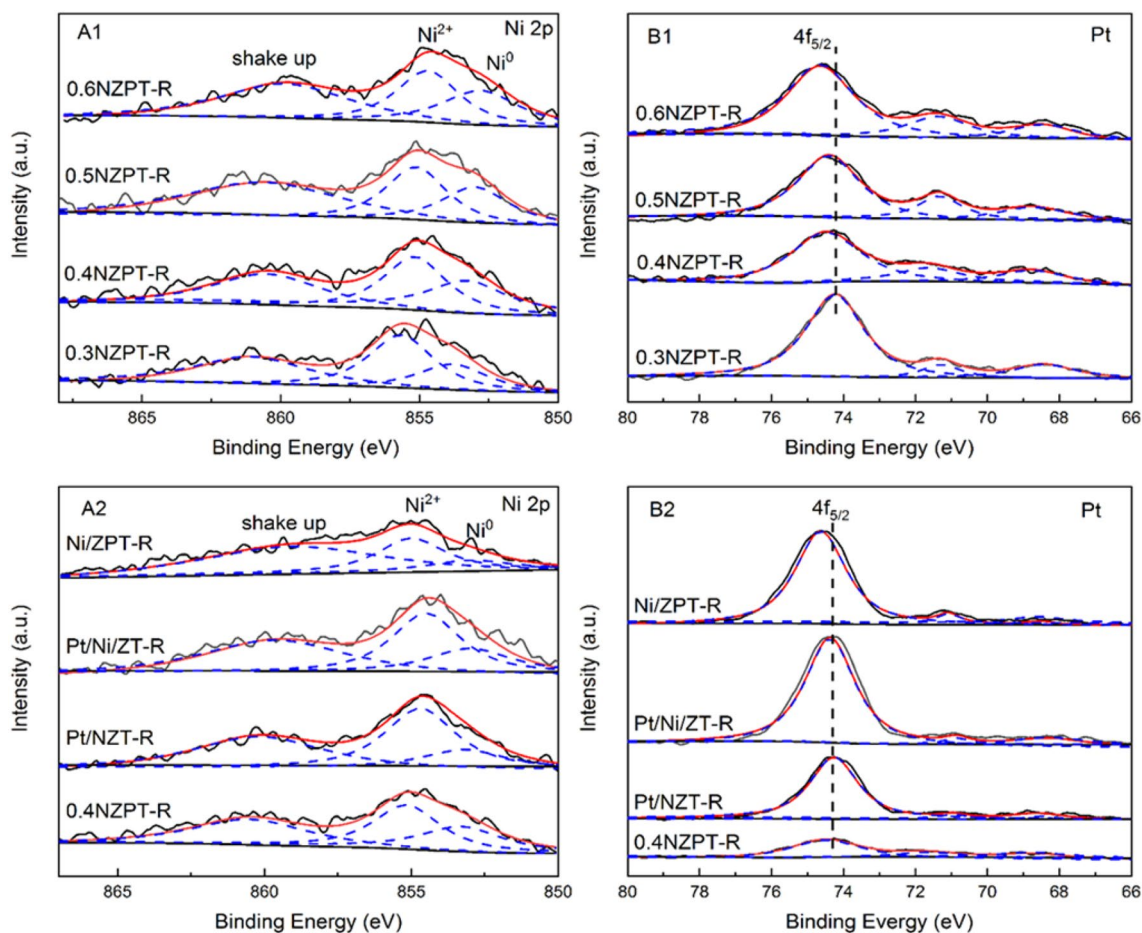 A1
Ni 2p
Ni²⁺
Ni⁰
shake up
0.6NZPT-R
0.5NZPT-R
0.4NZPT-R
0.3NZPT-R
Intensity (a.u.)
865 860 855 850
Binding Energy (eV)
B1
Pt
4f5/2
0.6NZPT-R
0.5NZPT-R
0.4NZPT-R
0.3NZPT-R
Intensity (a.u.)
80 78 76 74 72 70 68 66
Binding Energy (eV)
A2
Ni 2p
Ni²⁺
Ni⁰
shake up
Ni/ZPT-R
Pt/Ni/ZT-R
Pt/NZT-R
0.4NZPT-R
Intensity (a.u.)
865 860 855 850
Binding Energy (eV)
B2
Pt
4f5/2
Ni/ZPT-R
Pt/Ni/ZT-R
Pt/NZT-R
0.4NZPT-R
Intensity (a.u.)
80 78 76 74 72 70 68 66
Binding Evergy (eV)